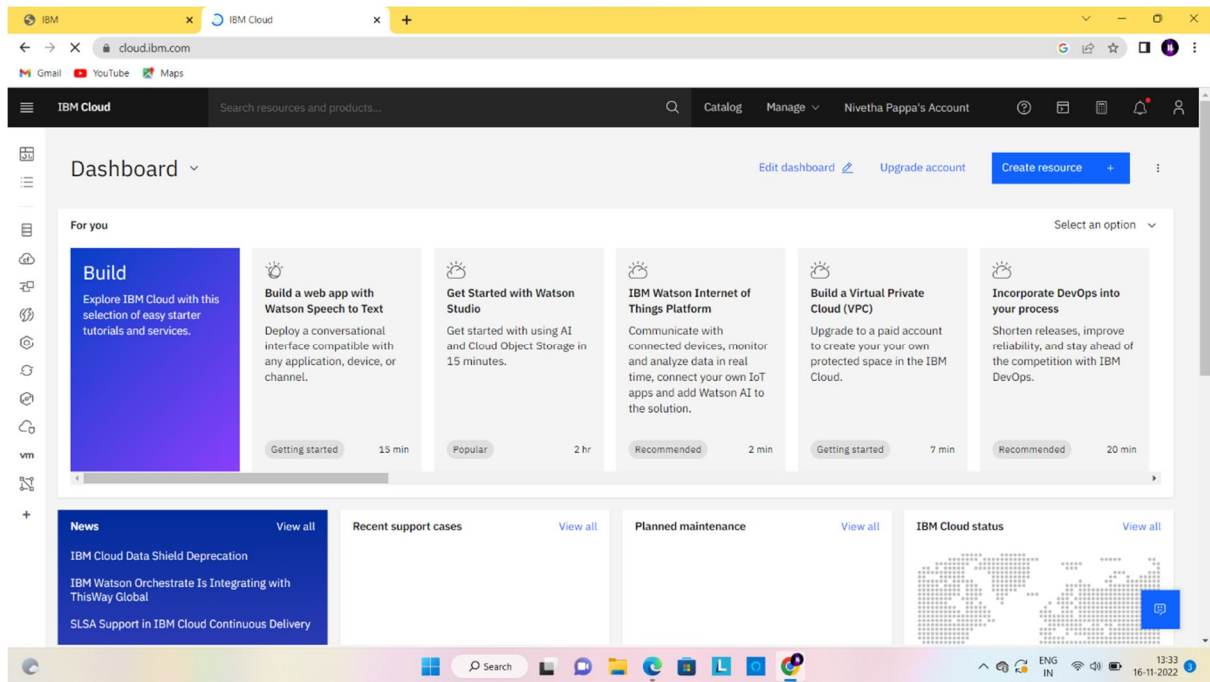 IBM
IBM Cloud
cloud.ibm.com
Gmail
YouTube
Maps
IBM Cloud
Search resources and products...
Catalog
Manage
Nivetha Pappa's Account
Dashboard
Edit dashboard
Upgrade account
Create resource +
For you
Select an option
Build
Explore IBM Cloud with this
selection of easy starter
tutorials and services.
Build a web app with
Watson Speech to Text
Deploy a conversational
interface compatible with
any application, device, or
channel.
Getting started
15 min
Get Started with Watson
Studio
Get started with using AI
and Cloud Object Storage in
15 minutes.
Popular
2 hr
IBM Watson Internet of
Things Platform
Communicate with
connected devices, monitor
and analyze data in real
time, connect your own IoT
apps and add Watson AI to
the solution.
Recommended
2 min
Build a Virtual Private
Cloud (VPC)
Upgrade to a paid account
to create your your own
protected space in the IBM
Cloud.
Getting started
7 min
Incorporate DevOps into
your process
Shorten releases, improve
reliability, and stay ahead of
the competition with IBM
DevOps.
Recommended
20 min
vm
News
View all
IBM Cloud Data Shield Deprecation
IBM Watson Orchestrate Is Integrating with
ThisWay Global
SLSA Support in IBM Cloud Continuous Delivery
Recent support cases
View all
Planned maintenance
View all
IBM Cloud status
View all
Search
ENG
IN
13:33
16-11-2022
3